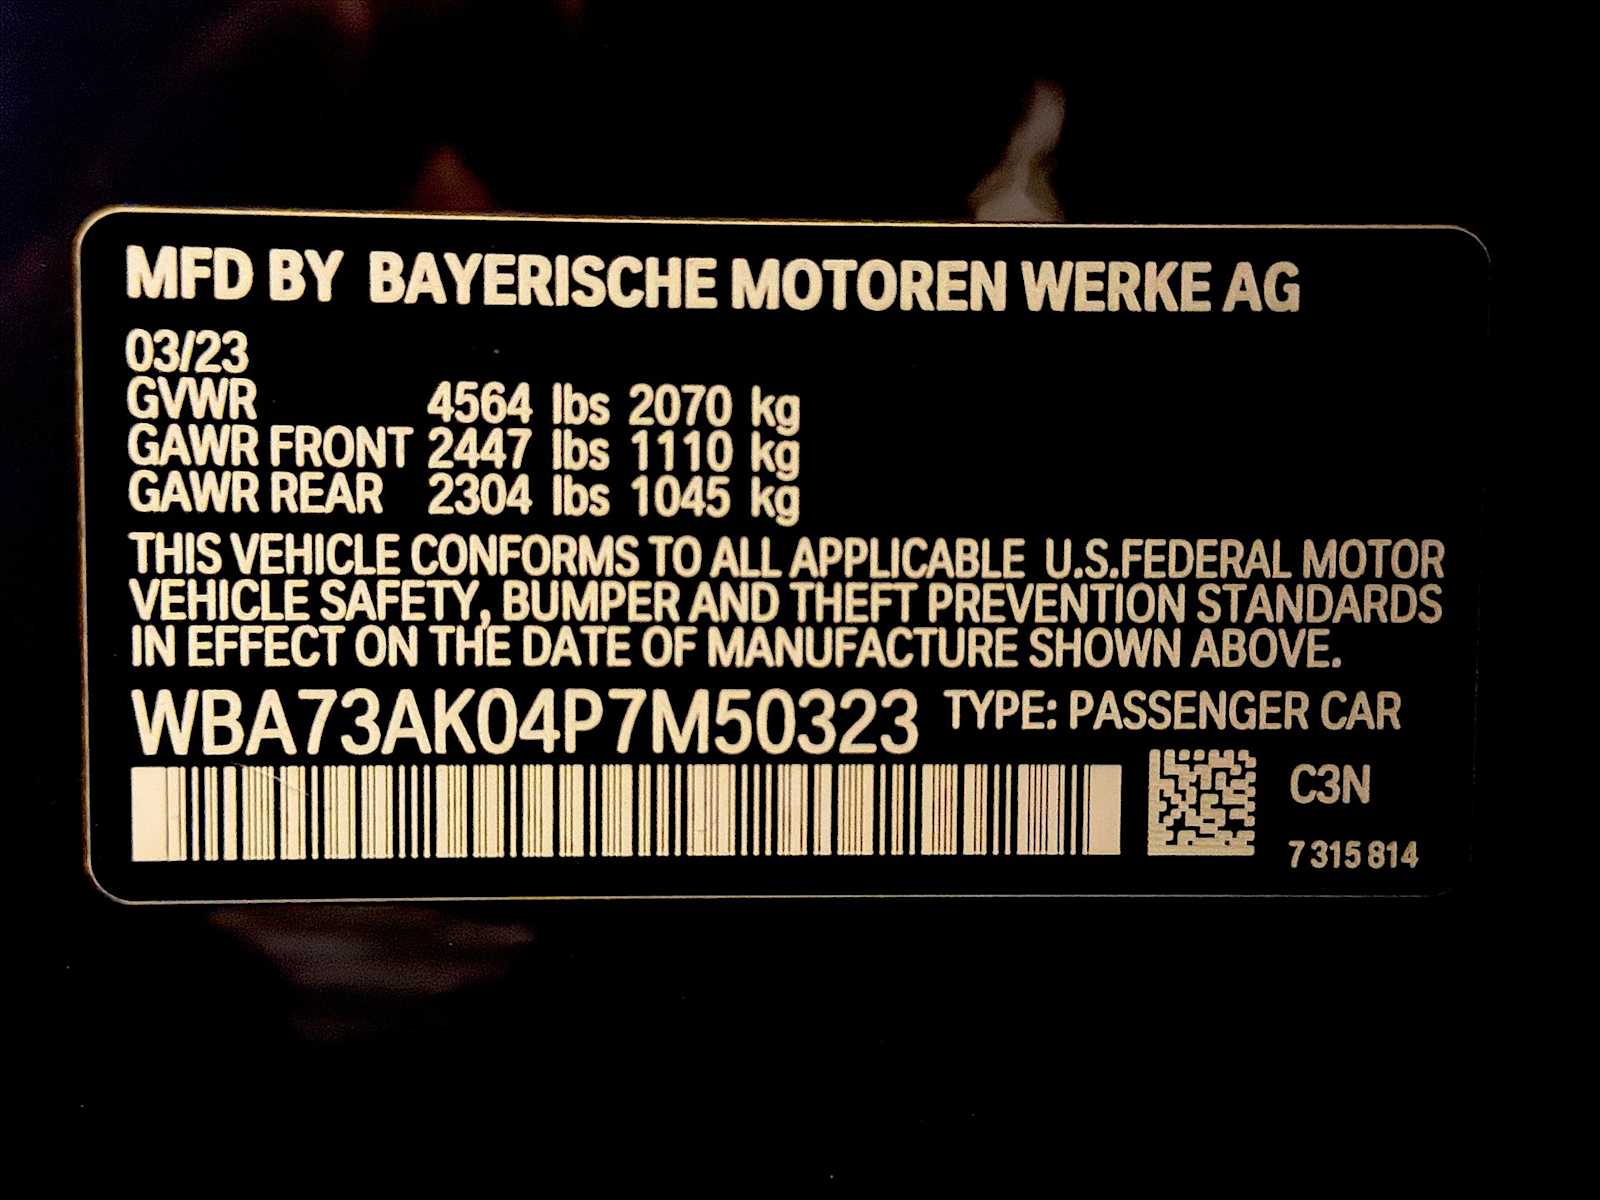 MFD BY BAYERISCHE MOTOREN WERKE AG
03/23
GVWR 4564 lbs 2070 kg
GAWR FRONT 2447 lbs 1110 kg
GAWR REAR 2304 lbs 1045 kg
THIS VEHICLE CONFORMS TO ALL APPLICABLE U.S.FEDERAL MOTOR
VEHICLE SAFETY, BUMPER AND THEFT PREVENTION STANDARDS
IN EFFECT ON THE DATE OF MANUFACTURE SHOWN ABOVE.
WBA73AK04P7M50323 TYPE: PASSENGER CAR
C3N
7 315 814